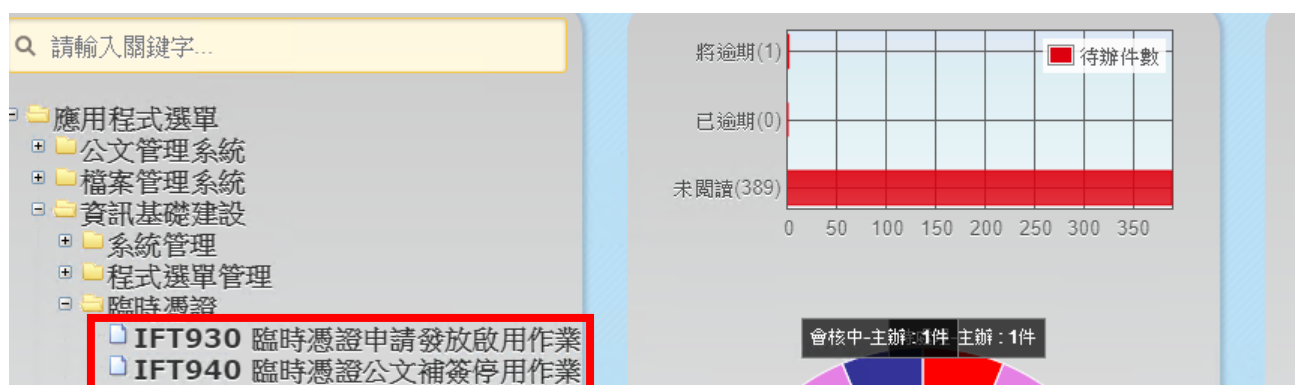 請輸入關鍵字...
應用程式選單
公文管理系統
檔案管理系統
資訊基礎建設
系統管理
程式選單管理
臨時憑證
IFT930 臨時憑證申請發放啟用作業
IFT940 臨時憑證公文補簽停用作業
將逾期(1)
已逾期(0)
未閱讀(389)
待辦件數
0 50 100 150 200 250 300 350
會核中-主辦:1件
主辦:1件